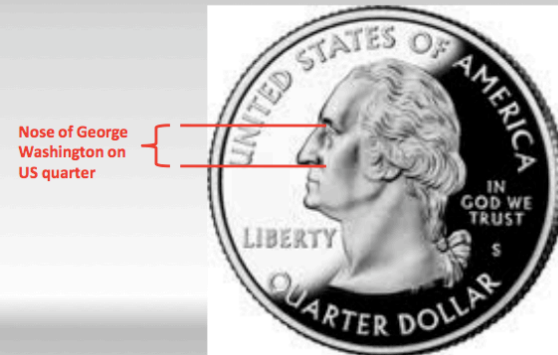 UNITED STATES OF AMERICA
Nose of George
Washington on
US quarter
IN
GOD WE
TRUST
LIBERTY
S
QUARTER DOLLAR